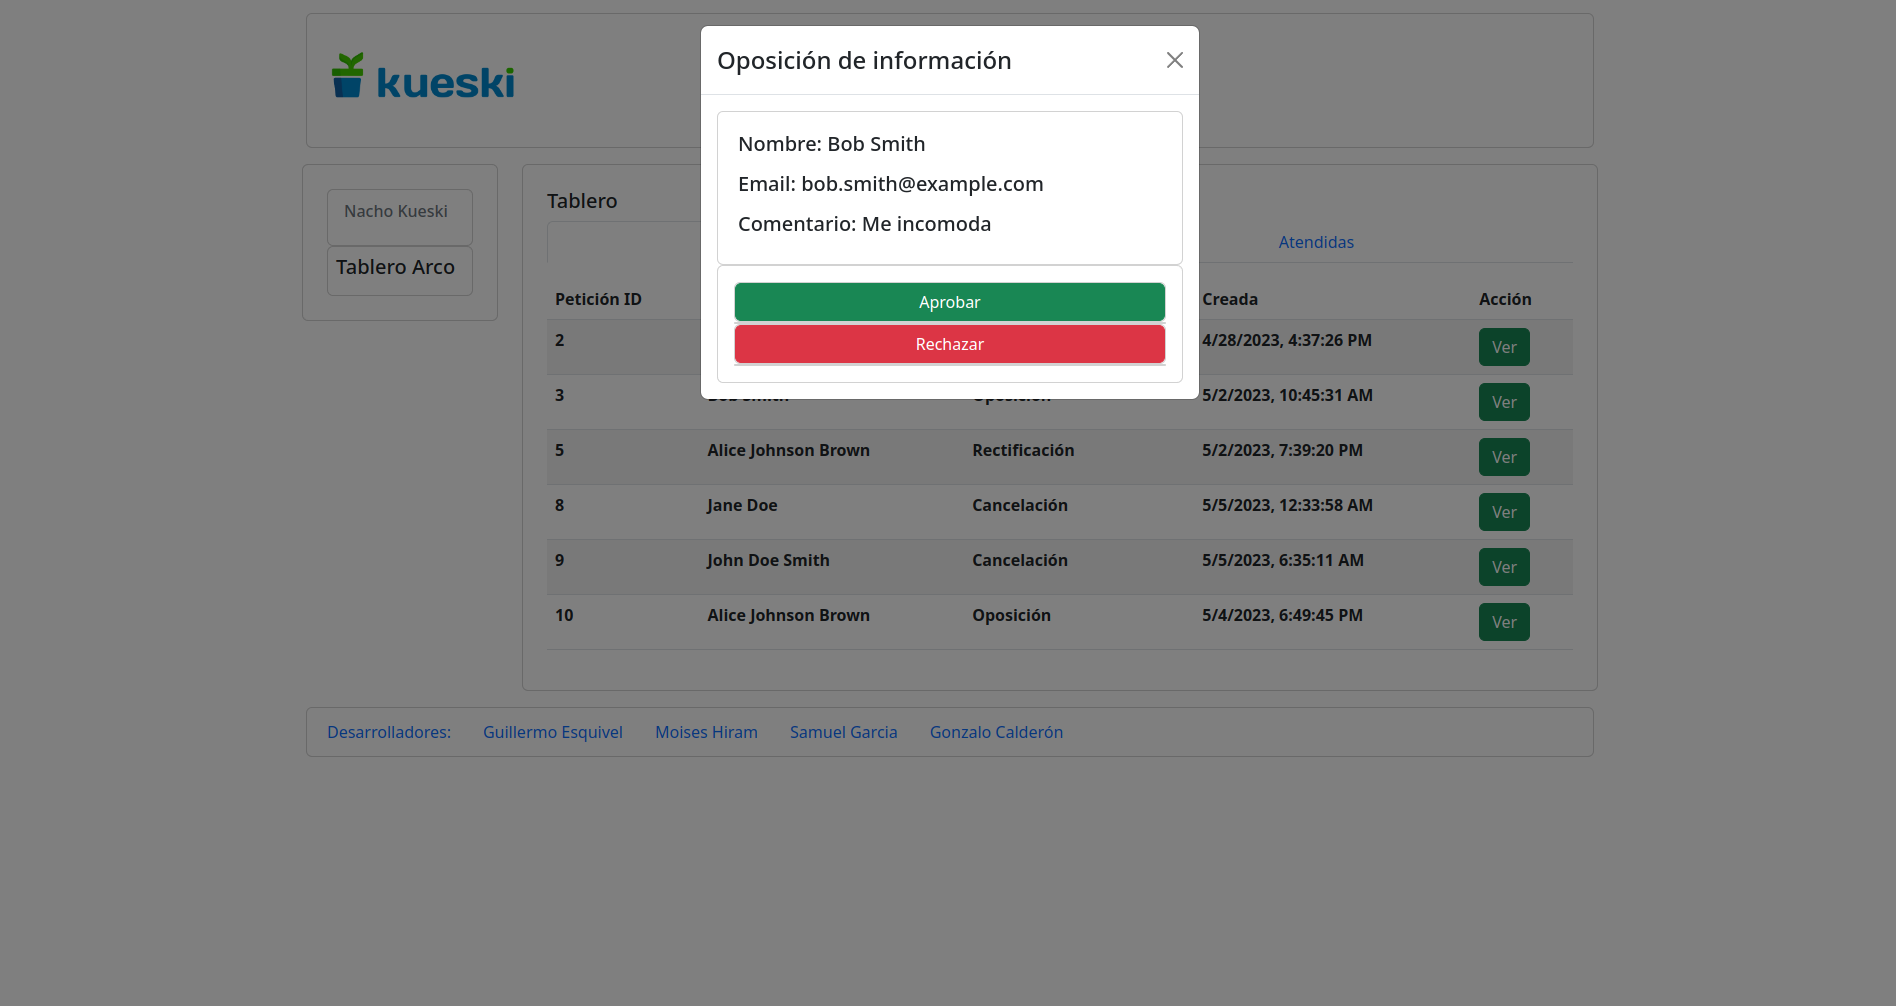 kueski
Oposición de información
Nombre: Bob Smith
Email: bob.smith@example.com
Comentario: Me incomoda
Aprobar
Rechazar
Nacho Kueski
Tablero Arco
Tablero
Atendidas
Petición ID Creada Acción
2 4/28/2023, 4:37:26 PM Ver
3 Bob Smith Oposición 5/2/2023, 10:45:31 AM Ver
5 Alice Johnson Brown Rectificación 5/2/2023, 7:39:20 PM Ver
8 Jane Doe Cancelación 5/5/2023, 12:33:58 AM Ver
9 John Doe Smith Cancelación 5/5/2023, 6:35:11 AM Ver
10 Alice Johnson Brown Oposición 5/4/2023, 6:49:45 PM Ver
Desarrolladores: Guillermo Esquivel Moises Hiram Samuel Garcia Gonzalo Calderón